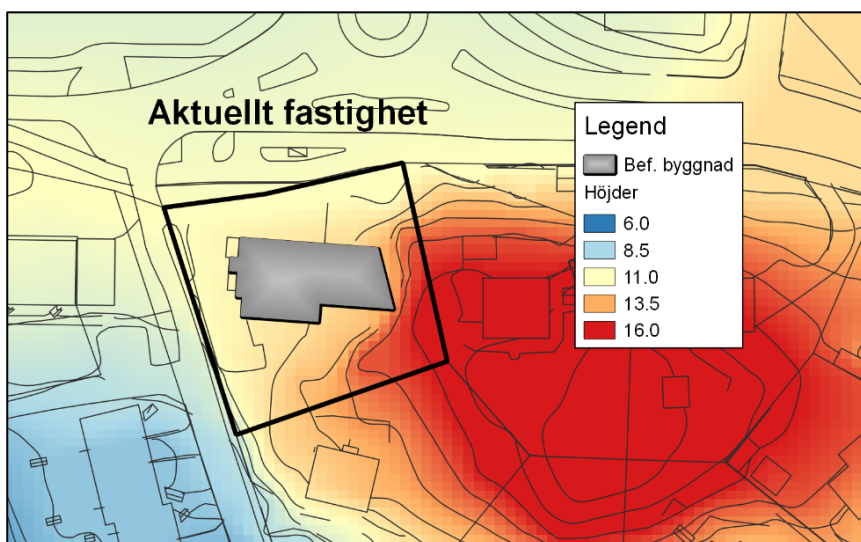 Aktuellt fastighet
Legend
Bef. byggnad
Höjder
6.0
8.5
11.0
13.5
16.0